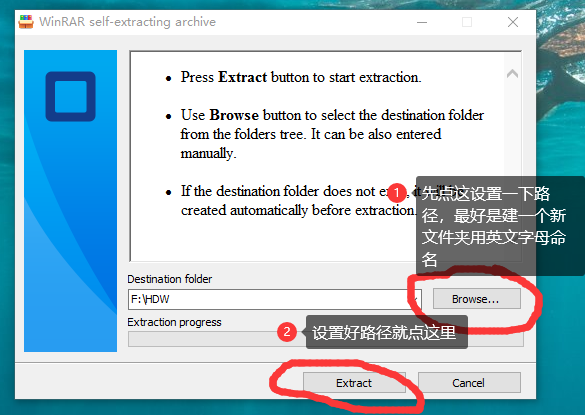 WinRAR self-extracting archive
Press Extract button to start extraction.
Use Browse button to select the destination folder
from the folders tree. It can be also entered
manually.
If the destination folder does not
created automatically before extraction.
1
先点这设置一下路
径，最好是建一个新
文件夹用英文字母命
名
Destination folder
F:\HDW
Browse...
Extraction progress
2
设置好路径就点这里
Extract
Cancel